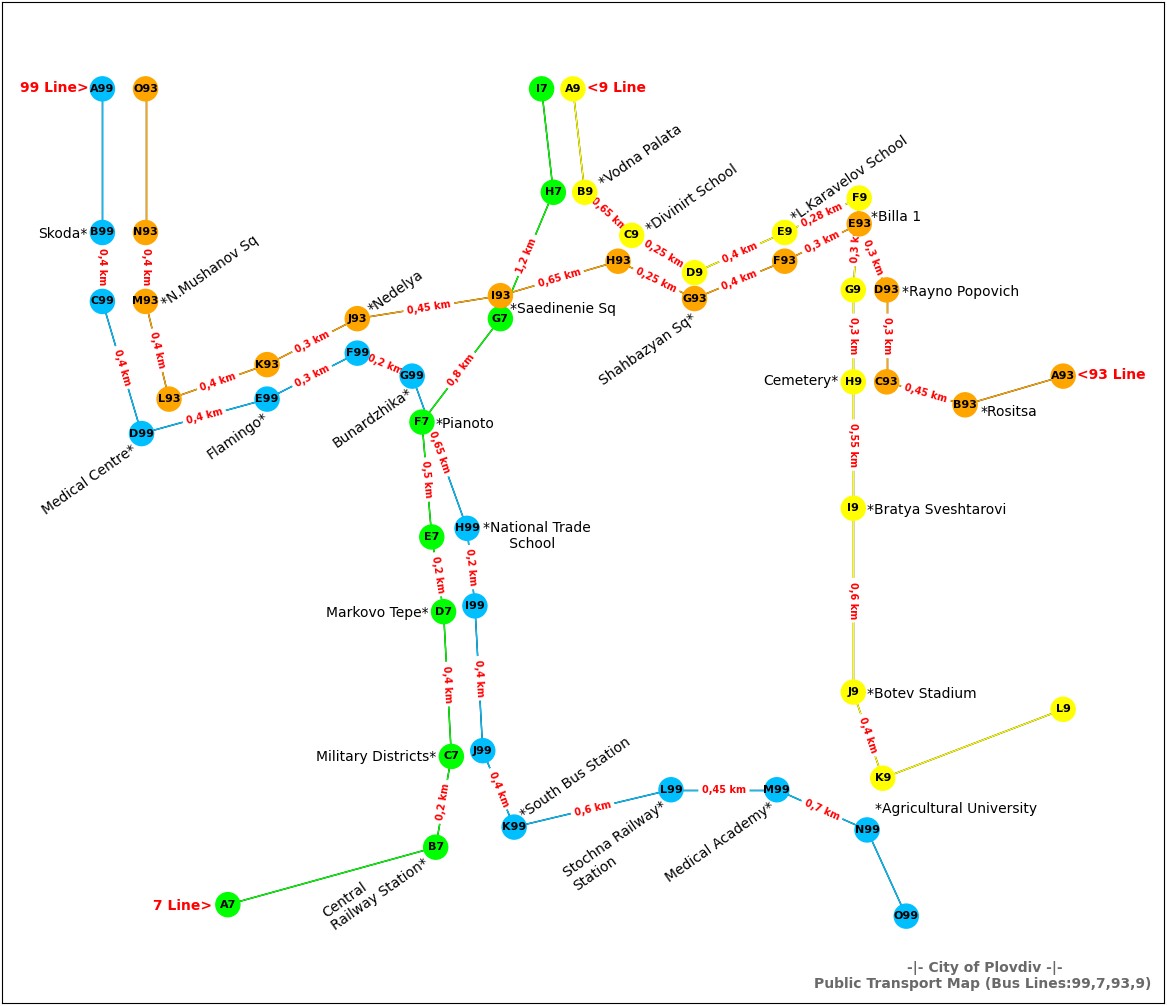 99 Line>
A99
O93
I7
A9
<9 Line
*Vodna Palata
*L.Karavelov School
*Divinirt School
H7
B9
F9
0,65 km
Skoda*
B99
N93
C9
E9
0,28 km
E93
*Billa 1
*N.Mushanov Sq
0,4 km
0,4 km
1,2 km
0,25 km
0,4 km
0,3 km
0,3
0,3 km
H93
F93
D9
0,65 km
0,25 km
0,4 km
*Nedelya
C99
M93
I93
G93
G9
D93
*Rayno Popovich
0,45 km
*Saedinenie Sq
J93
G7
Shahbazyan Sq*
0,4 km
0,3 km
0,3 km
0,3 km
0,4 km
F99
0,2 km
K93
0,4 km
0,3 km
G99
0,8 km
Cemetery*
H9
C93
A93
<93 Line
0,45 km
B93
*Rositsa
L93
E99
0,4 km
Flamingo*
Bunardzhika*
F7
*Pianoto
D99
Medical Centre*
0,65 km
0,55 km
0,5 km
I9
*Bratya Sveshtarovi
E7
H99
*National Trade
School
0,2 km
0,2 km
0,6 km
Markovo Tepe*
D7
I99
0,4 km
0,4 km
J9
*Botev Stadium
L9
0,4 km
Military Districts*
C7
J99
*South Bus Station
K9
0,2 km
0,4 km
L99
0,45 km
M99
0,6 km
0,7 km
*Agricultural University
K99
N99
B7
Stochna Railway*
Station
Medical Academy*
Central
Railway Station*
7 Line>
A7
O99
-|- City of Plovdiv -|-
Public Transport Map (Bus Lines:99,7,93,9)